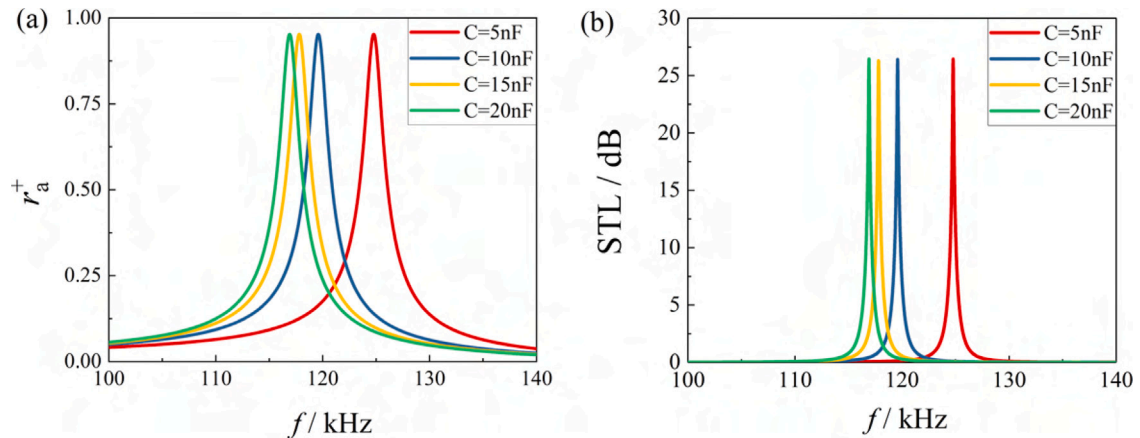 (a)
1.00
0.75
0.50
0.25
0.00
r_a^+
C=5nF
C=10nF
C=15nF
C=20nF
100 110 120 130 140
f / kHz
(b)
30
25
20
15
10
5
0
STL / dB
C=5nF
C=10nF
C=15nF
C=20nF
100 110 120 130 140
f / kHz